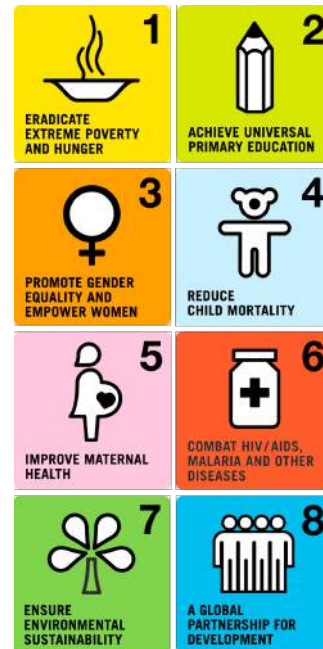 1
ERADICATE
EXTREME POVERTY
AND HUNGER
2
ACHIEVE UNIVERSAL
PRIMARY EDUCATION
3
PROMOTE GENDER
EQUALITY AND
EMPOWER WOMEN
4
REDUCE
CHILD MORTALITY
5
IMPROVE MATERNAL
HEALTH
6
COMBAT HIV/AIDS,
MALARIA AND OTHER
DISEASES
7
ENSURE
ENVIRONMENTAL
SUSTAINABILITY
8
A GLOBAL
PARTNERSHIP FOR
DEVELOPMENT